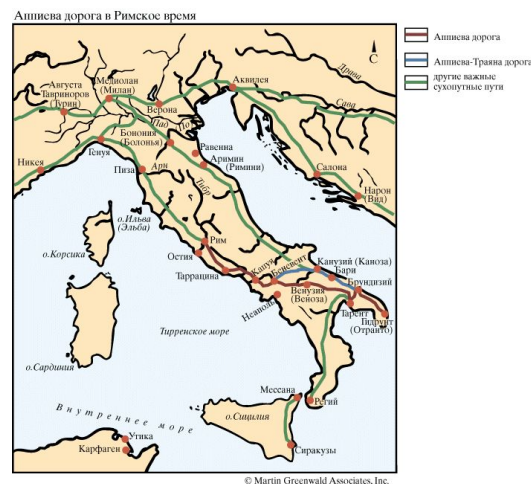 Аппиева дорога в Римское время
Аппиева дорога
Аппиева-Траяна дорога
другие важные
сухопутные пути
С
Драва
Сава
Августа
Тавриноров
(Турин)
Медиолан
(Милан)
Верона
Аквилея
Пад
По
Бонония
(Болонья)
Равенна
Аримин
(Римини)
Никея
Генуя
Пиза
Арн
Тибр
Салона
Нарон
(Вид)
о.Ильва
(Эльба)
о.Корсика
Рим
Остия
Таррацина
Капуя
Беневент
Канузий (Каноза)
Бари
Брундизий
Венузия
(Веноза)
Неаполь
Тарент
Гидрунт
(Отранто)
о.Сардиния
Тирренское море
Мессана
Регий
о.Сицилия
Сиракузы
Внутреннее море
Утика
Карфаген
© Martin Greenwald Associates, Inc.